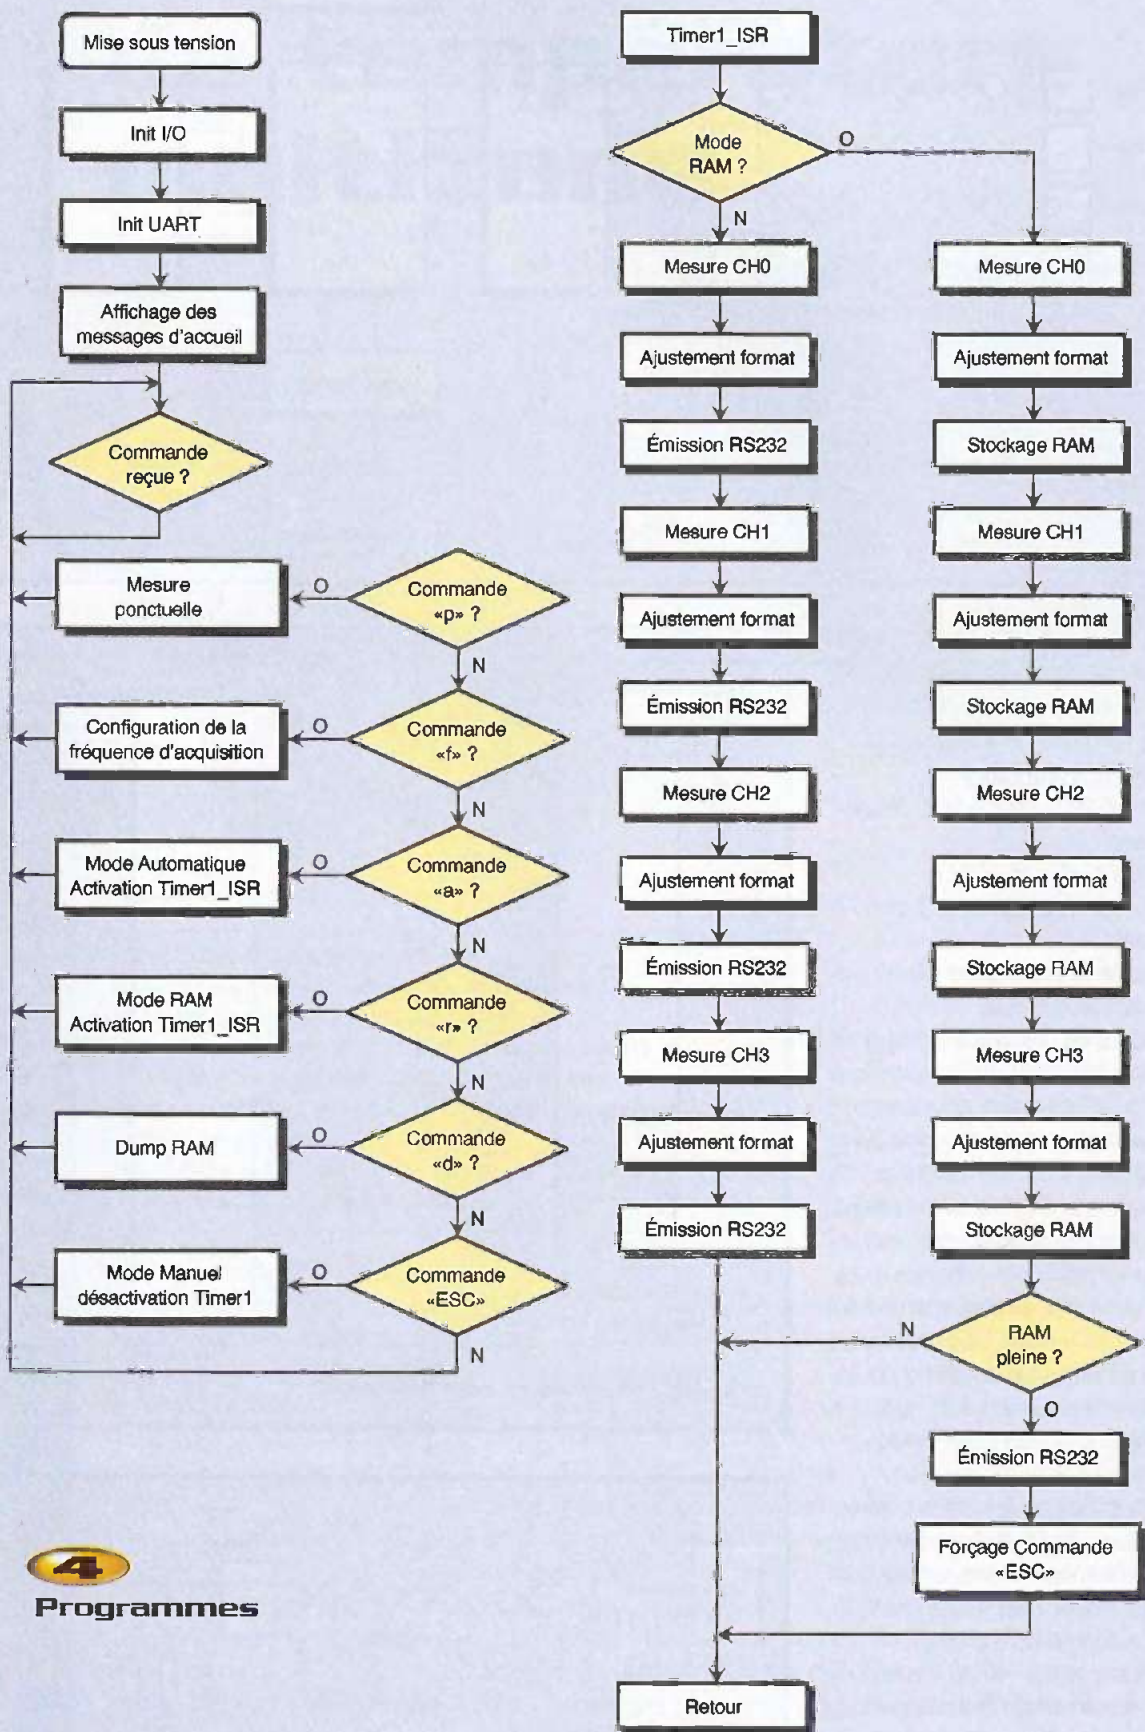 Mise sous tension
Init I/O
Init UART
Affichage des
messages d'accueil
Commande
reçue ?
Mesure
ponctuelle
O
Commande
«p» ?
N
Configuration de la
fréquence d'acquisition
O
Commande
«f» ?
N
Mode Automatique
Activation Timer1_ISR
O
Commande
«a» ?
N
Mode RAM
Activation Timer1_ISR
O
Commande
«r» ?
N
Dump RAM
O
Commande
«d» ?
N
Mode Manuel
désactivation Timer1
O
Commande
«ESC»
N
Timer1_ISR
Mode
RAM ?
O
N
Mesure CH0
Ajustement format
Émission RS232
Mesure CH1
Ajustement format
Émission RS232
Mesure CH2
Ajustement format
Émission RS232
Mesure CH3
Ajustement format
Émission RS232
Mesure CH0
Ajustement format
Stockage RAM
Mesure CH1
Ajustement format
Stockage RAM
Mesure CH2
Ajustement format
Stockage RAM
Mesure CH3
Ajustement format
Stockage RAM
N
RAM
pleine ?
O
Émission RS232
Forçage Commande
«ESC»
Retour
4
Programmes